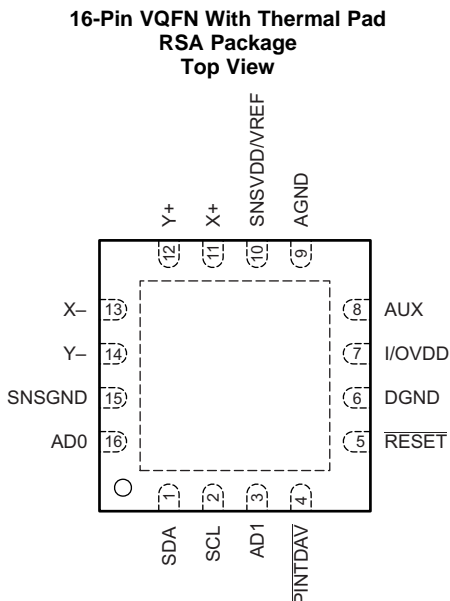 16-Pin VQFN With Thermal Pad
RSA Package
Top View
Y+
X+
SNSVDD/VREF
AGND
12
11
10
9
X–
13
8
AUX
Y–
14
7
I/OVDD
SNSGND
15
6
DGND
AD0
16
5
RESET
1
2
3
4
SDA
SCL
AD1
PINTDAV